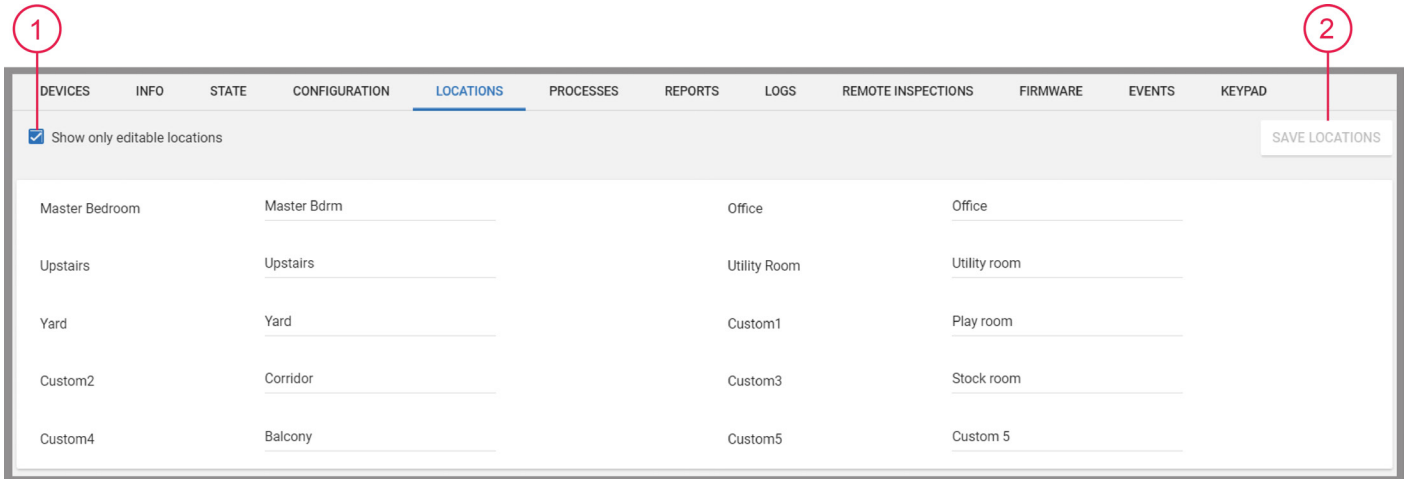 1 2
DEVICES INFO STATE CONFIGURATION LOCATIONS PROCESSES REPORTS LOGS REMOTE INSPECTIONS FIRMWARE EVENTS KEYPAD
Show only editable locations SAVE LOCATIONS
Master Bedroom Master Bdrm Office Office
Upstairs Upstairs Utility Room Utility room
Yard Yard Custom1 Play room
Custom2 Corridor Custom3 Stock room
Custom4 Balcony Custom5 Custom 5